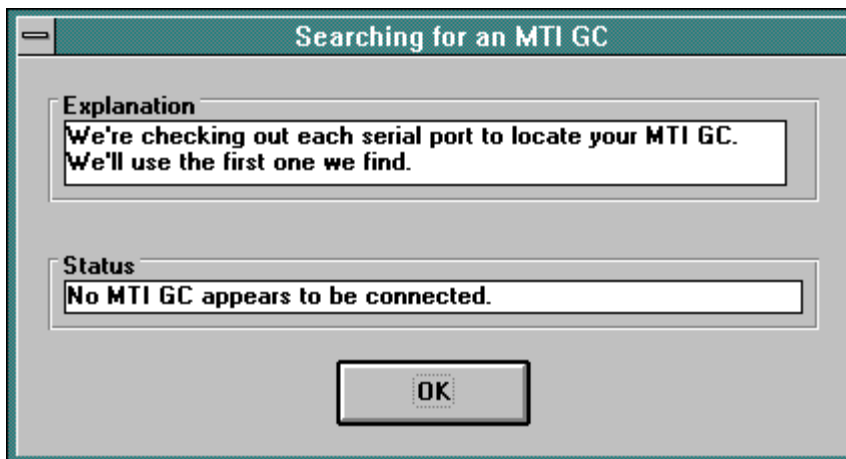 Searching for an MTI GC
Explanation
We're checking out each serial port to locate your MTI GC.
We'll use the first one we find.
Status
No MTI GC appears to be connected.
OK